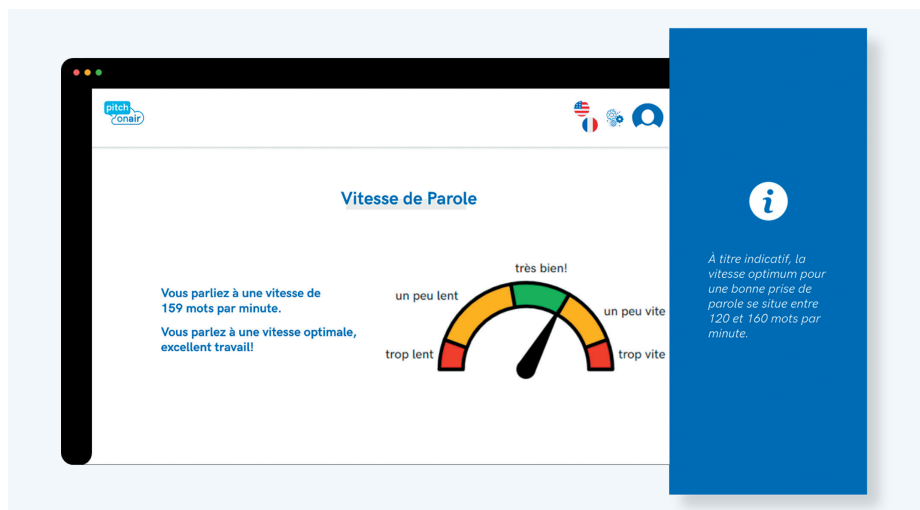 pitch
onair
Vitesse de Parole
Vous parliez à une vitesse de
159 mots par minute.
Vous parlez à une vitesse optimale,
excellent travail!
très bien!
un peu lent
un peu vite
trop lent
trop vite
i
À titre indicatif, la
vitesse optimum pour
une bonne prise de
parole se situe entre
120 et 160 mots par
minute.